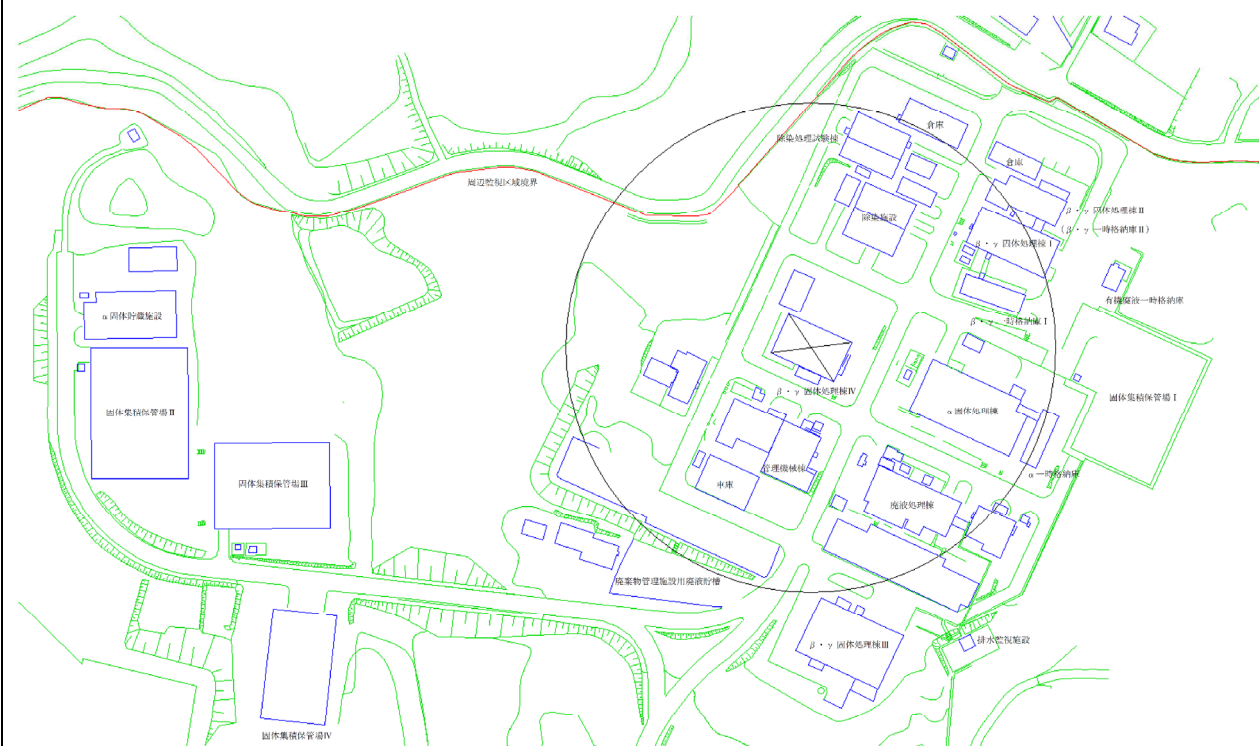 倉庫
除染処理試験棟
倉庫
周辺監視区域境界
除染施設
β・γ 固体処理棟Ⅱ
(β・γ 一時格納庫Ⅱ)
β・γ 固体処理棟Ⅰ
有機廃液一時格納庫
α固体貯蔵施設
β・γ一時格納庫Ⅰ
β・γ 固体処理棟Ⅳ
固体集積保管場Ⅰ
固体集積保管場Ⅱ
α固体処理棟
管理機械棟
α一時格納庫
固体集積保管場Ⅲ
車庫
廃液処理棟
廃棄物管理施設用廃液貯槽
排水監視施設
β・γ 固体処理棟Ⅲ
固体集積保管場Ⅳ